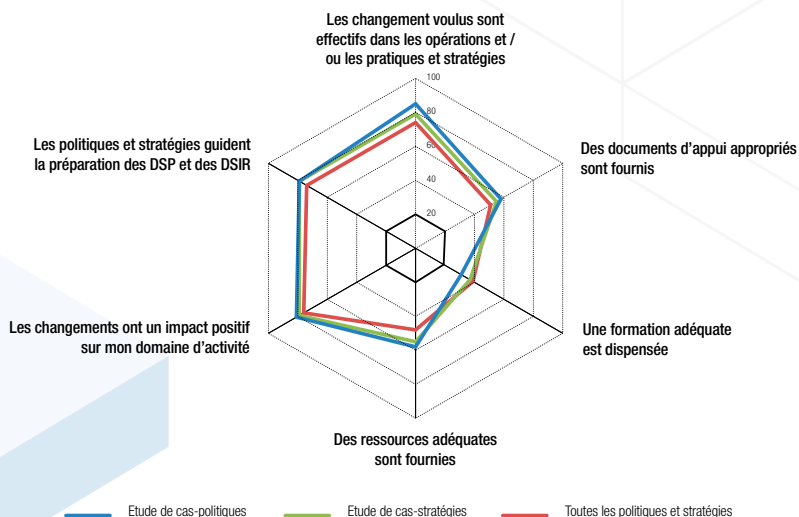 Les changement voulus sont
effectifs dans les opérations et /
ou les pratiques et stratégies
100
80
60
40
20
Les politiques et stratégies guident
la préparation des DSP et des DSIR
Des documents d'appui appropriés
sont fournis
Les changements ont un impact positif
sur mon domaine d'activité
Une formation adéquate
est dispensée
Des ressources adéquates
sont fournies
Etude de cas-politiques
Etude de cas-stratégies
Toutes les politiques et stratégies